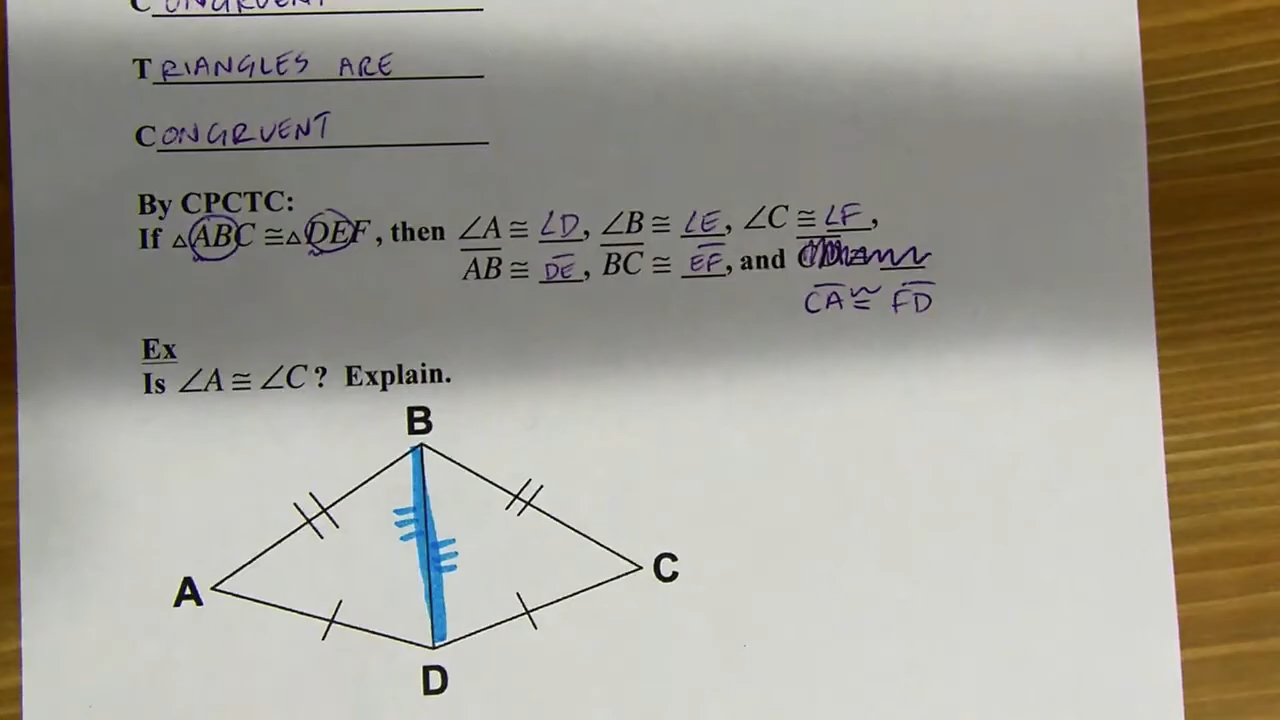 CONGRUENT
TRIANGLES ARE
CONGRUENT
By CPCTC:
If △ABC ≅ △DEF, then ∠A ≅ ∠D, ∠B ≅ ∠E, ∠C ≅ ∠F,
AB ≅ DE, BC ≅ EF, and
CA ≅ FD
Ex
Is ∠A ≅ ∠C? Explain.
B
A
C
D